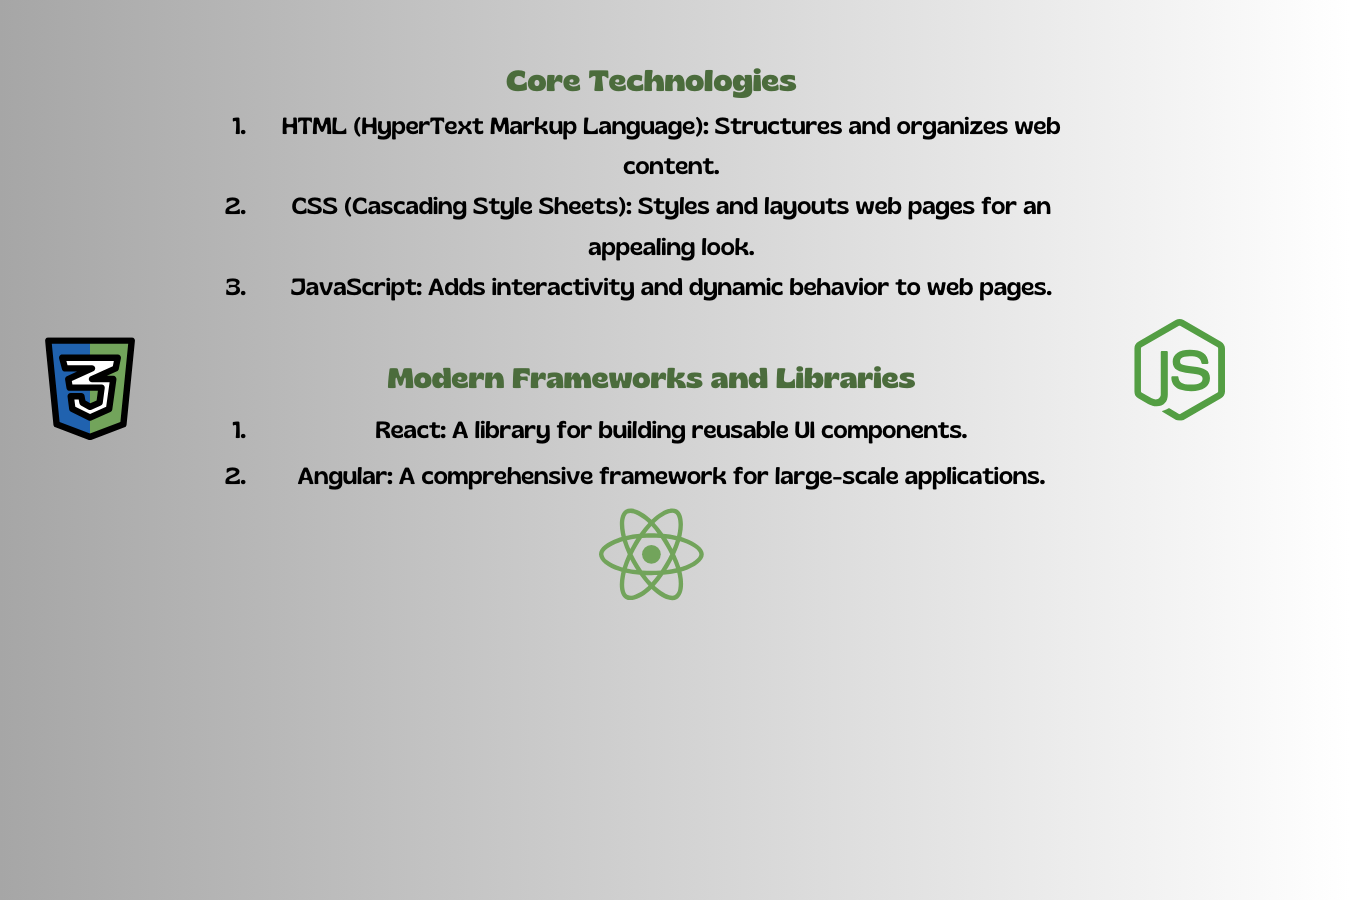 Core Technologies
1. HTML (HyperText Markup Language): Structures and organizes web
content.
2. CSS (Cascading Style Sheets): Styles and layouts web pages for an
appealing look.
3. JavaScript: Adds interactivity and dynamic behavior to web pages.
3
JS
Modern Frameworks and Libraries
1. React: A library for building reusable UI components.
2. Angular: A comprehensive framework for large-scale applications.